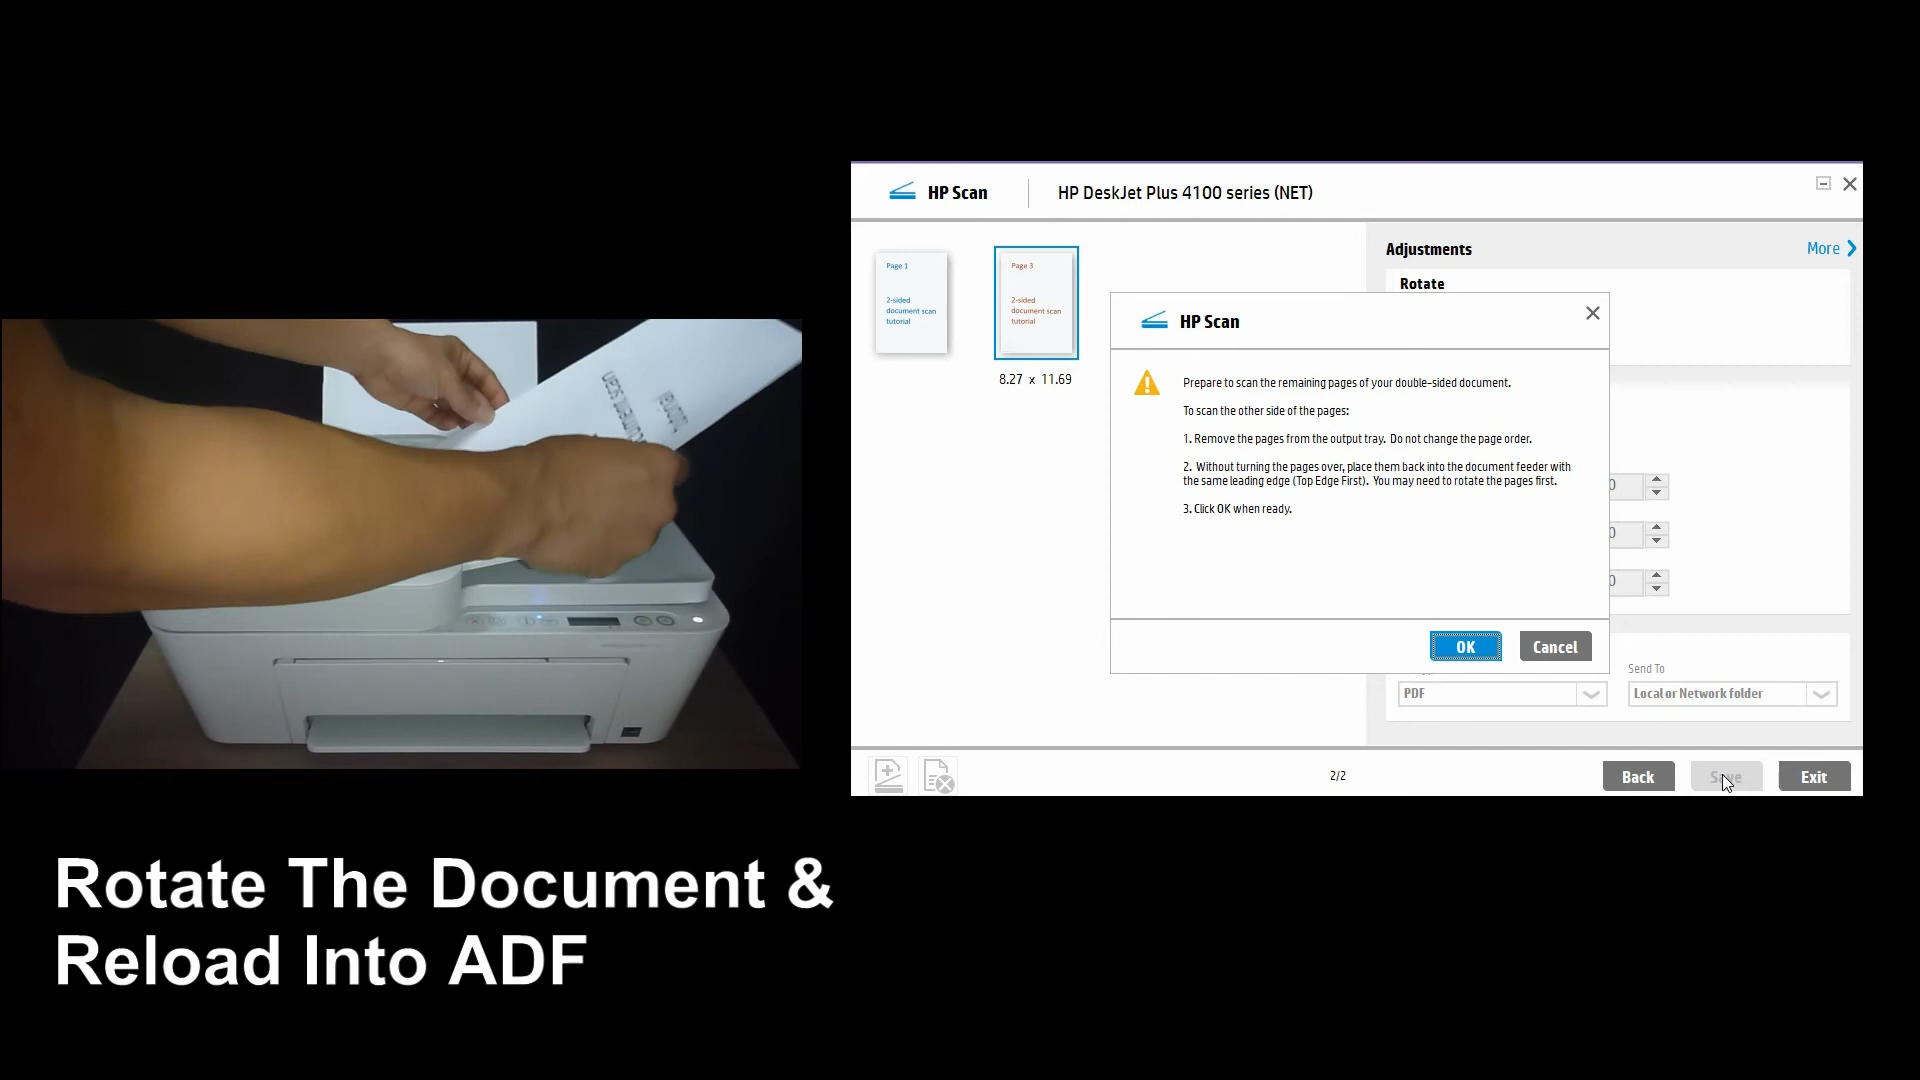 HP Scan
HP DeskJet Plus 4100 series (NET)
Page 1
2-sided
document scan
tutorial
Page 3
2-sided
document scan
tutorial
8.27 x 11.69
Adjustments
More
Rotate
HP Scan
Prepare to scan the remaining pages of your double-sided document.
To scan the other side of the pages:
1. Remove the pages from the output tray. Do not change the page order.
2. Without turning the pages over, place them back into the document feeder with
the same leading edge (Top Edge First). You may need to rotate the pages first.
3. Click OK when ready.
OK
Cancel
0
0
0
Send To
PDF
Local or Network folder
2/2
Back
Save
Exit
Rotate The Document &
Reload Into ADF